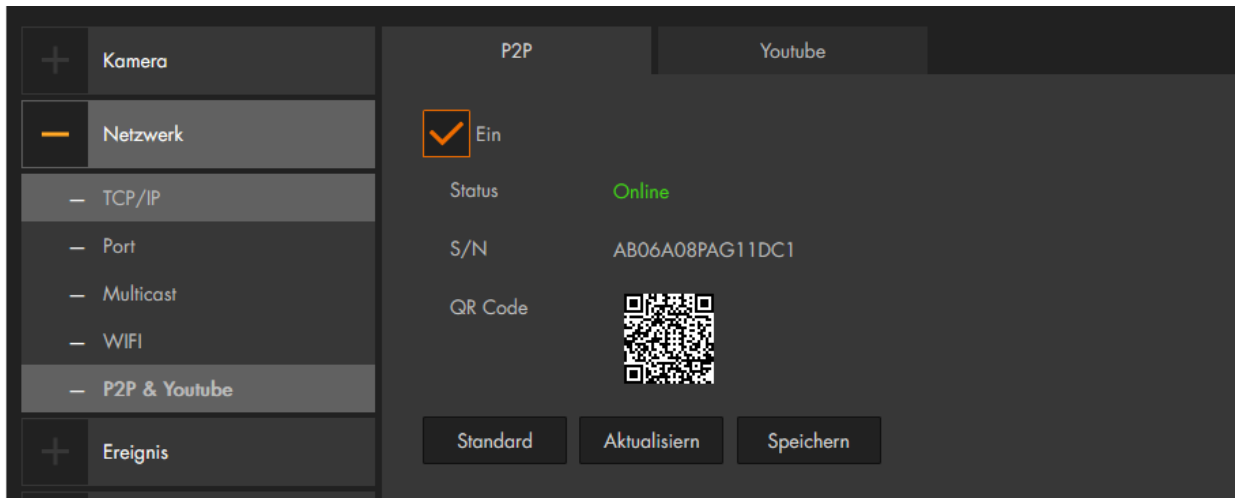 Kamera
Netzwerk
TCP/IP
Port
Multicast
WIFI
P2P & Youtube
Ereignis
P2P Youtube
Ein
Status Online
S/N AB06A08PAG11DC1
QR Code
Standard Aktualisiern Speichern